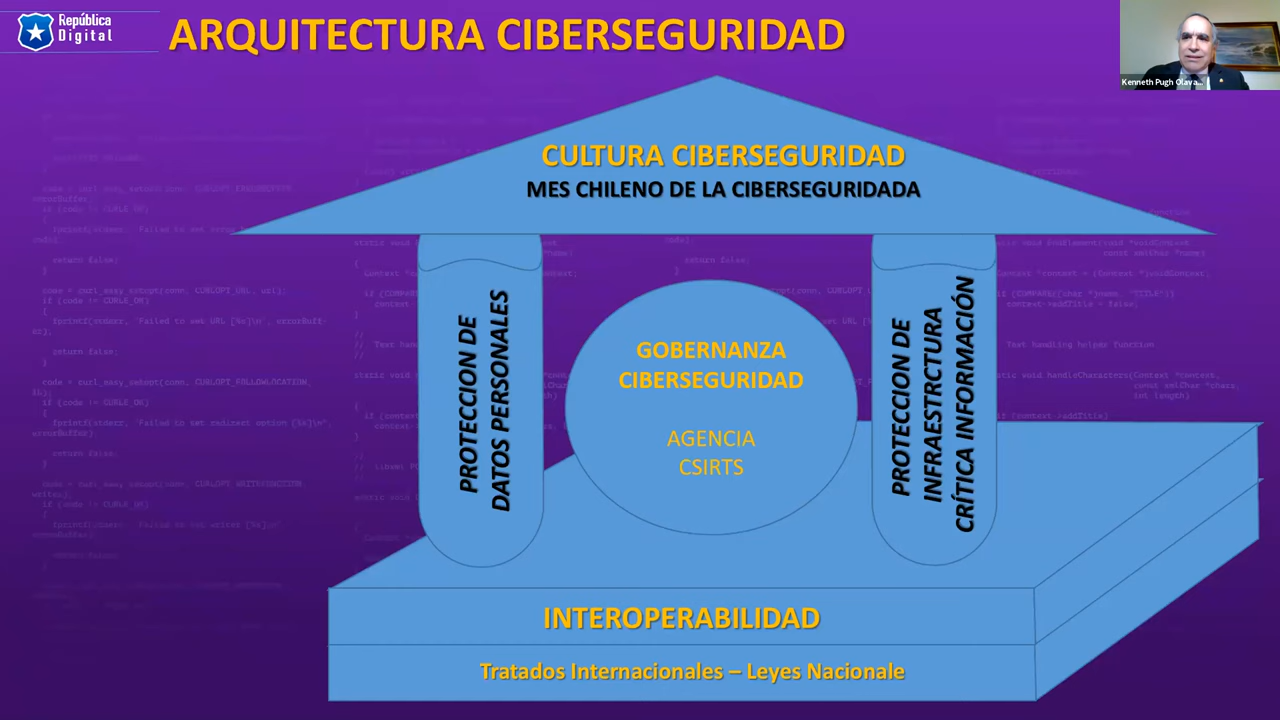 República
Digital
ARQUITECTURA CIBERSEGURIDAD
Kenneth Pugh Olava...
CULTURA CIBERSEGURIDAD
MES CHILENO DE LA CIBERSEGURIDADA
PROTECCION DE
DATOS PERSONALES
GOBERNANZA
CIBERSEGURIDAD
AGENCIA
CSIRTS
PROTECCION DE
INFRAESTRCTURA
CRÍTICA INFORMACIÓN
INTEROPERABILIDAD
Tratados Internacionales – Leyes Nacionale